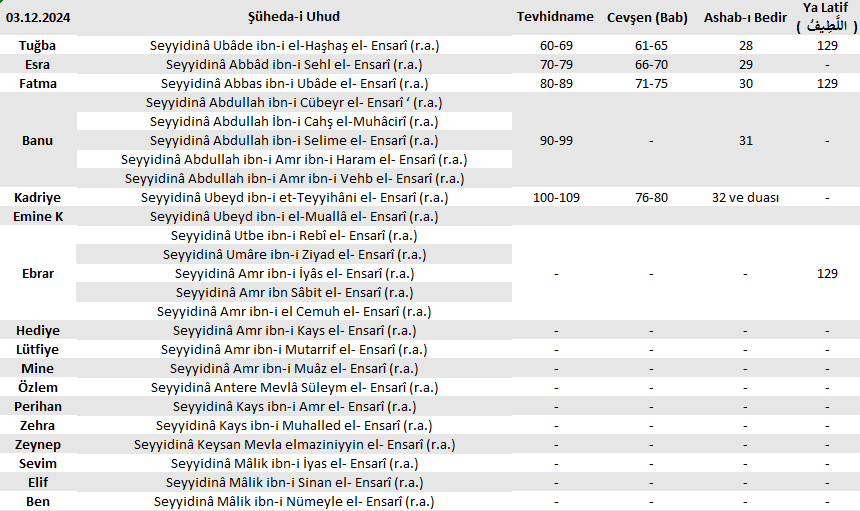 03.12.2024 Şüheda-i Uhud Tevhidname Cevşen (Bab) Ashab-ı Bedir Ya Latif ( اللَّطِيفُ )
Tuğba Seyyidinâ Ubâde ibn-i el-Haşhaş el- Ensarî (r.a.) 60-69 61-65 28 129
Esra Seyyidinâ Abbâd ibn-i Sehl el- Ensarî (r.a.) 70-79 66-70 29 -
Fatma Seyyidinâ Abbas ibn-i Ubâde el- Ensarî (r.a.) 80-89 71-75 30 129
Seyyidinâ Abdullah ibn-i Cübeyr el- Ensarî ‘ (r.a.)
Seyyidinâ Abdullah İbn-i Cahş el-Muhâcirî (r.a.)
Banu Seyyidinâ Abdullah ibn-i Selime el- Ensarî (r.a.) 90-99 - 31 -
Seyyidinâ Abdullah ibn-i Amr ibn-i Haram el- Ensarî (r.a.)
Seyyidinâ Abdullah ibn-i Amr ibn-i Vehb el- Ensarî (r.a.)
Kadriye Seyyidinâ Ubeyd ibn-i et-Teyyihâni el- Ensarî (r.a.) 100-109 76-80 32 ve duası -
Emine K Seyyidinâ Ubeyd ibn-i el-Muallâ el- Ensarî (r.a.)
Seyyidinâ Utbe ibn-i Rebî el- Ensarî (r.a.)
Seyyidinâ Umâre ibn-i Ziyad el- Ensarî (r.a.)
Ebrar Seyyidinâ Amr ibn-i İyâs el- Ensarî (r.a.) - - - 129
Seyyidinâ Amr ibn Sâbit el- Ensarî (r.a.)
Seyyidinâ Amr ibn-i el Cemuh el- Ensarî (r.a.)
Hediye Seyyidinâ Amr ibn-i Kays el- Ensarî (r.a.) - - - -
Lütfiye Seyyidinâ Amr ibn-i Mutarrif el- Ensarî (r.a.) - - - -
Mine Seyyidinâ Amr ibn-i Muâz el- Ensarî (r.a.) - - - -
Özlem Seyyidinâ Antere Mevlâ Süleym el- Ensarî (r.a.) - - - -
Perihan Seyyidinâ Kays ibn-i Amr el- Ensarî (r.a.) - - - -
Zehra Seyyidinâ Kays ibn-i Muhalled el- Ensarî (r.a.) - - - -
Zeynep Seyyidinâ Keysan Mevla elmaziniyyin el- Ensarî (r.a.) - - - -
Sevim Seyyidinâ Mâlik ibn-i İyas el- Ensarî (r.a.) - - - -
Elif Seyyidinâ Mâlik ibn-i Sinan el- Ensarî (r.a.) - - - -
Ben Seyyidinâ Mâlik ibn-i Nümeyle el- Ensarî (r.a.) - - - -